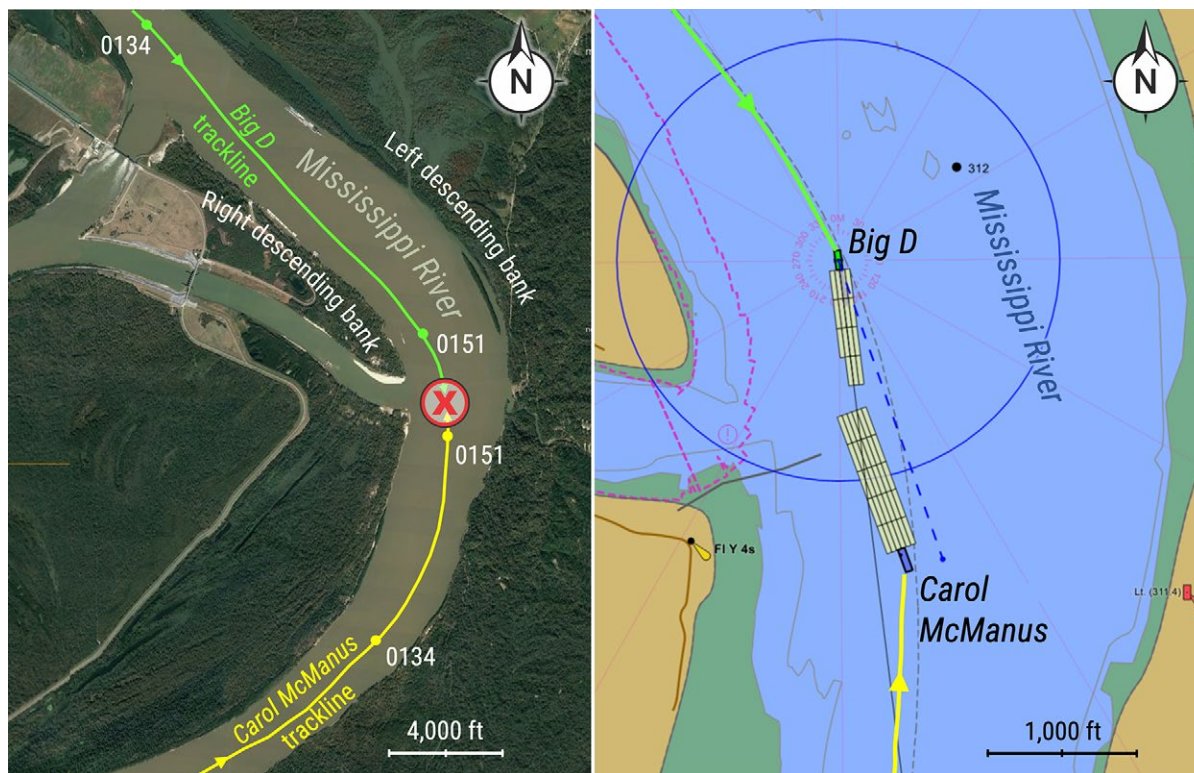 0134
N
Big D
trackline
Mississippi River
Left descending bank
Right descending bank
0151
X
0151
0134
Carol McManus
trackline
4,000 ft
N
312
Mississippi River
Big D
Fl Y 4s
Carol
McManus
Lt. (311.4)
1,000 ft